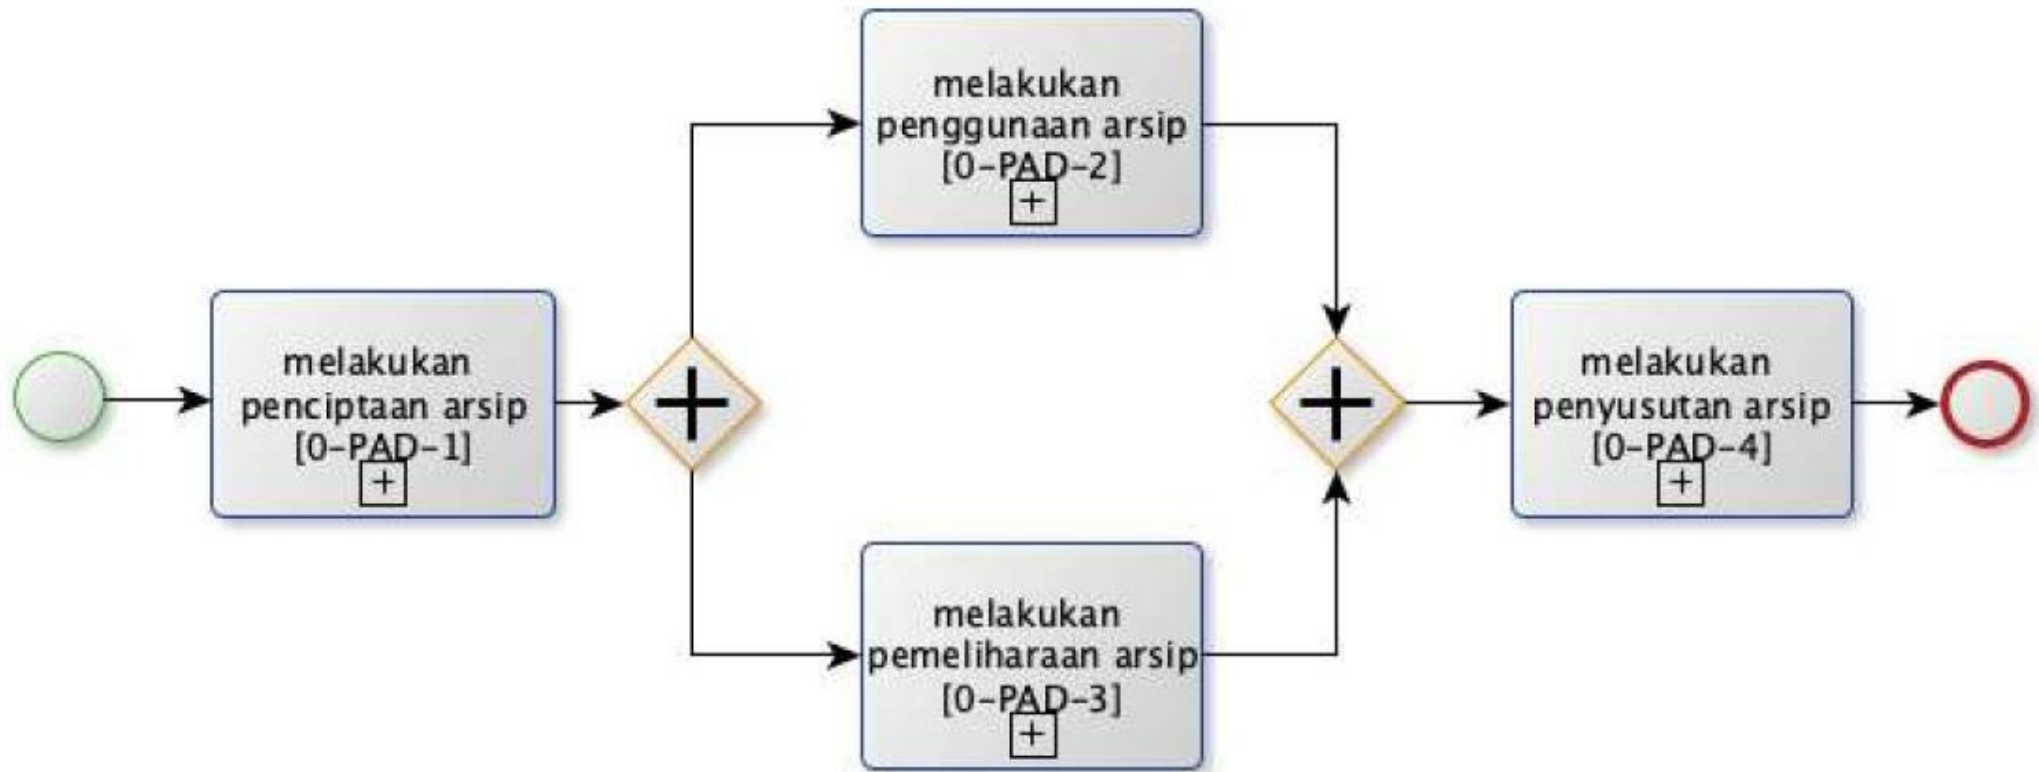 melakukan
penciptaan arsip
[0-PAD-1]
melakukan
penggunaan arsip
[0-PAD-2]
melakukan
pemeliharaan arsip
[0-PAD-3]
melakukan
penyusutan arsip
[0-PAD-4]